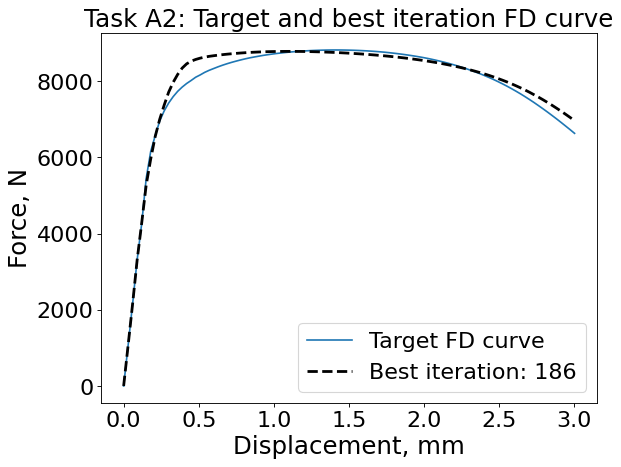 Task A2: Target and best iteration FD curve
Force, N
8000
6000
4000
2000
0
Target FD curve
Best iteration: 186
0.0 0.5 1.0 1.5 2.0 2.5 3.0
Displacement, mm